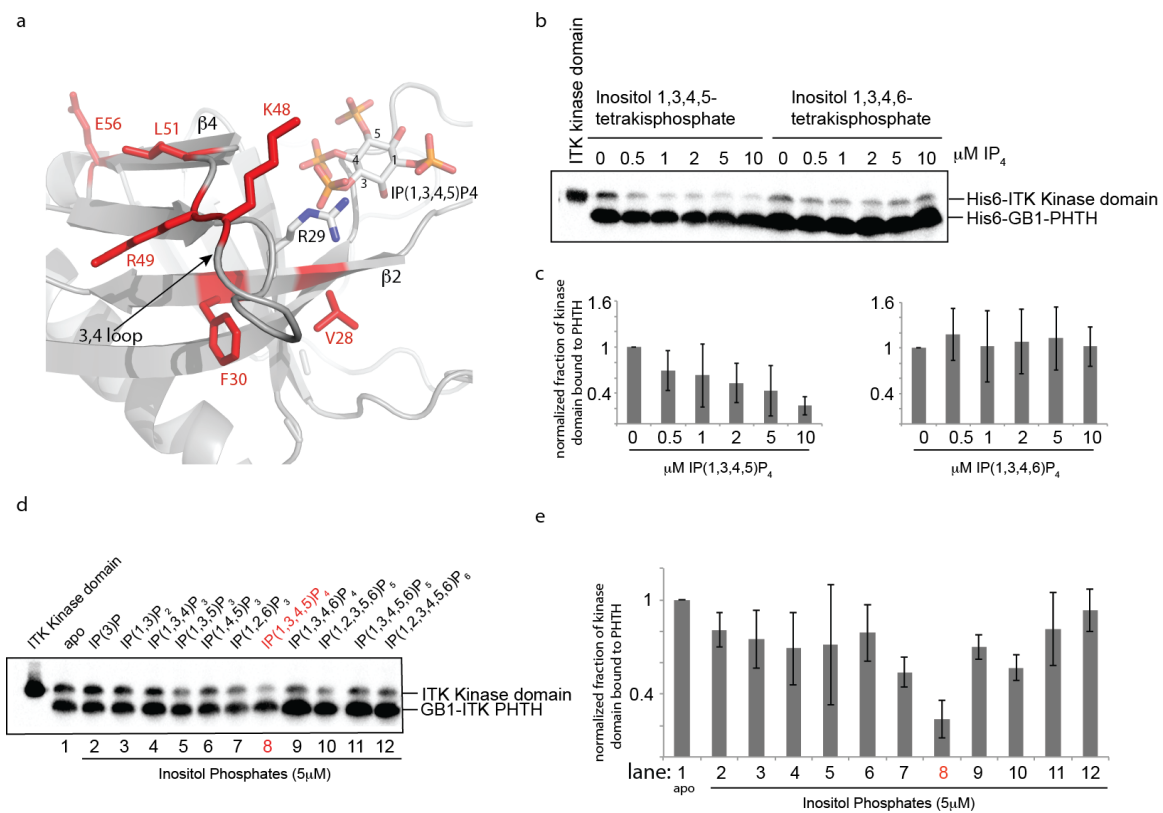 a
E56
L51
β4
K48
5
4
1
3
IP(1,3,4,5)P4
R29
R49
β2
3,4 loop
V28
F30
b
ITK kinase domain
Inositol 1,3,4,5-
tetrakisphosphate
Inositol 1,3,4,6-
tetrakisphosphate
0 0.5 1 2 5 10 0 0.5 1 2 5 10 μM IP4
His6-ITK Kinase domain
His6-GB1-PHTH
c
normalized fraction of kinase
domain bound to PHTH
1.6
1
0.4
0 0.5 1 2 5 10
μM IP(1,3,4,5)P4
1.6
1
0.4
0 0.5 1 2 5 10
μM IP(1,3,4,6)P4
d
ITK Kinase domain
apo
IP(3)P
IP(1,3)P2
IP(1,3,4)P3
IP(1,3,5)P3
IP(1,4,5)P3
IP(1,2,6)P3
IP(1,3,4,5)P4
IP(1,3,4,6)P4
IP(1,2,3,5,6)P5
IP(1,3,4,5,6)P5
IP(1,2,3,4,5,6)P6
ITK Kinase domain
GB1-ITK PHTH
1 2 3 4 5 6 7 8 9 10 11 12
Inositol Phosphates (5μM)
e
normalized fraction of kinase
domain bound to PHTH
1
0.4
lane: 1 2 3 4 5 6 7 8 9 10 11 12
apo
Inositol Phosphates (5μM)